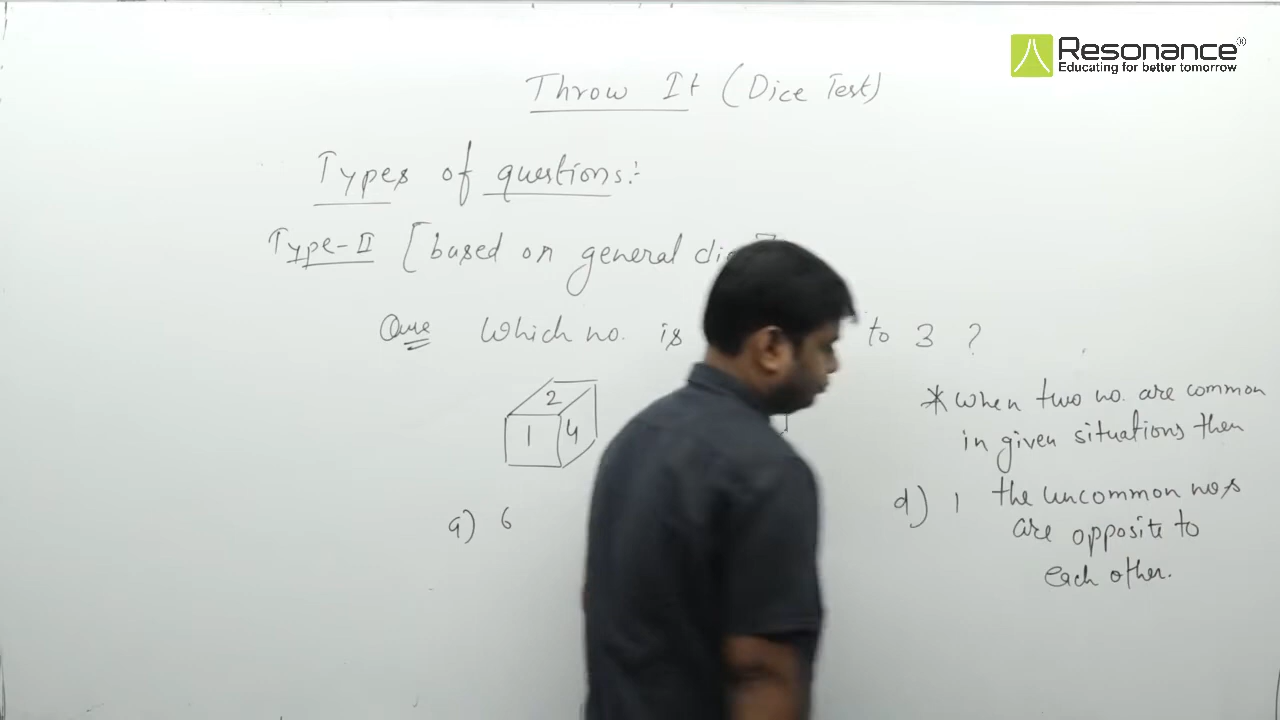 Resonance®
Educating for better tomorrow
Throw It (Dice Test)
Types of questions:
Type-II [based on general
Que Which no. is to 3 ?
2
1 4
* when two no. are common
in given situations then
a) 6
d) 1
the uncommon nos
are opposite to
each other.